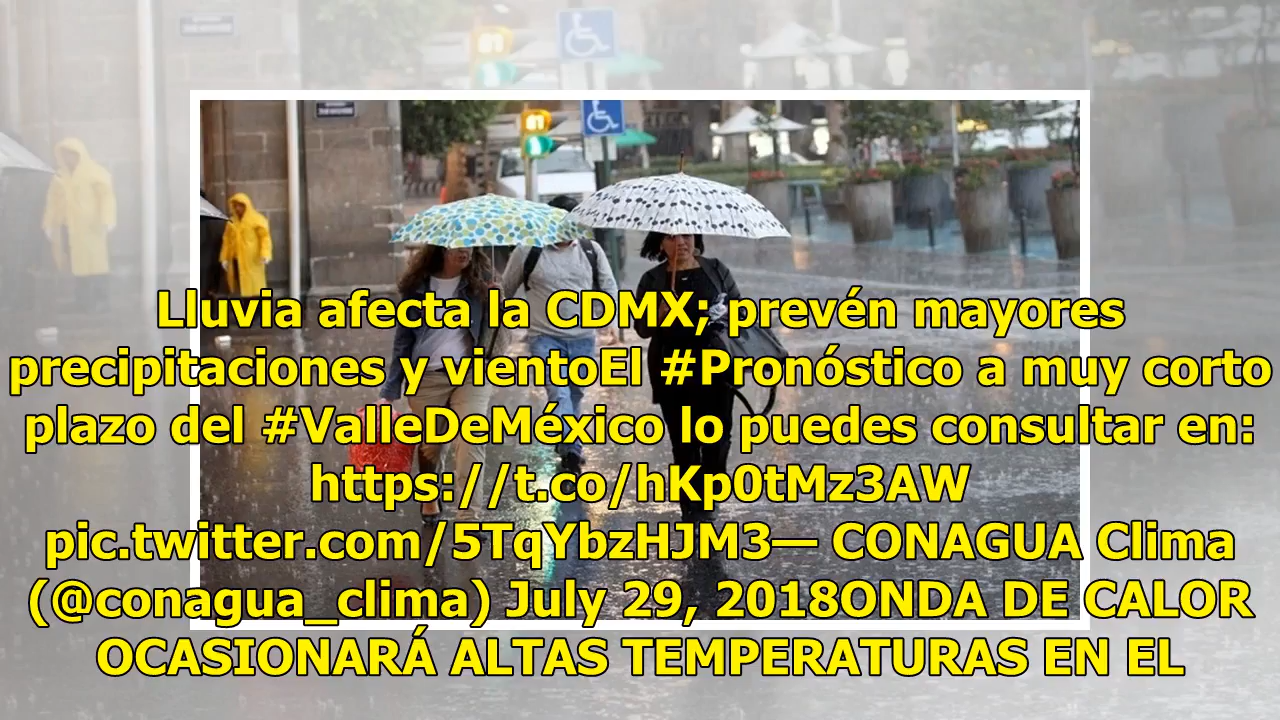 Lluvia afecta la CDMX; prevén mayores
precipitaciones y vientoEl #Pronóstico a muy corto
plazo del #ValleDeMéxico lo puedes consultar en:
https://t.co/hKp0tMz3AW
pic.twitter.com/5TqYbzHJM3— CONAGUA Clima
(@conagua_clima) July 29, 2018ONDA DE CALOR
OCASIONARÁ ALTAS TEMPERATURAS EN EL